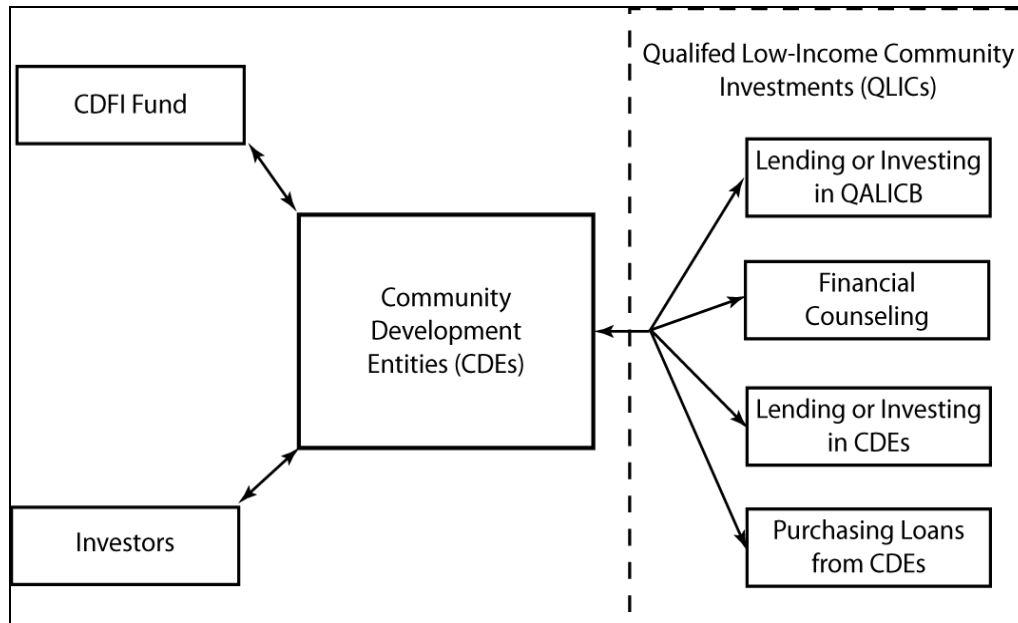 Qualifed Low-Income Community
Investments (QLICs)
CDFI Fund
Lending or Investing
in QALICB
Financial
Counseling
Community
Development
Entities (CDEs)
Lending or Investing
in CDEs
Investors
Purchasing Loans
from CDEs